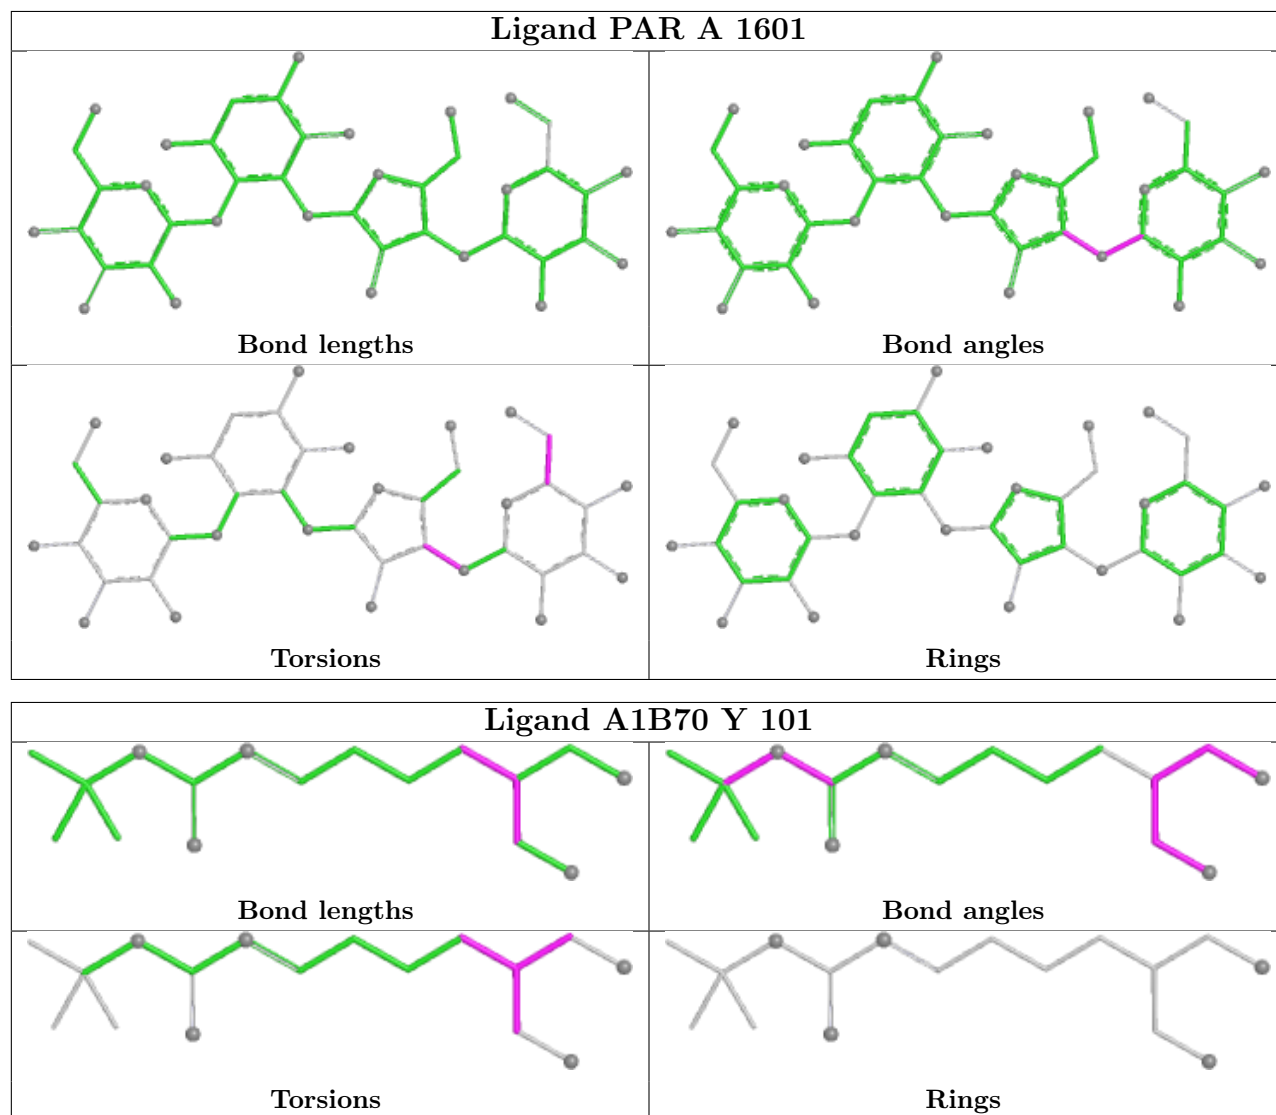 Ligand PAR A 1601
Bond lengths
Bond angles
Torsions
Rings
Ligand A1B70 Y 101
Bond lengths
Bond angles
Torsions
Rings